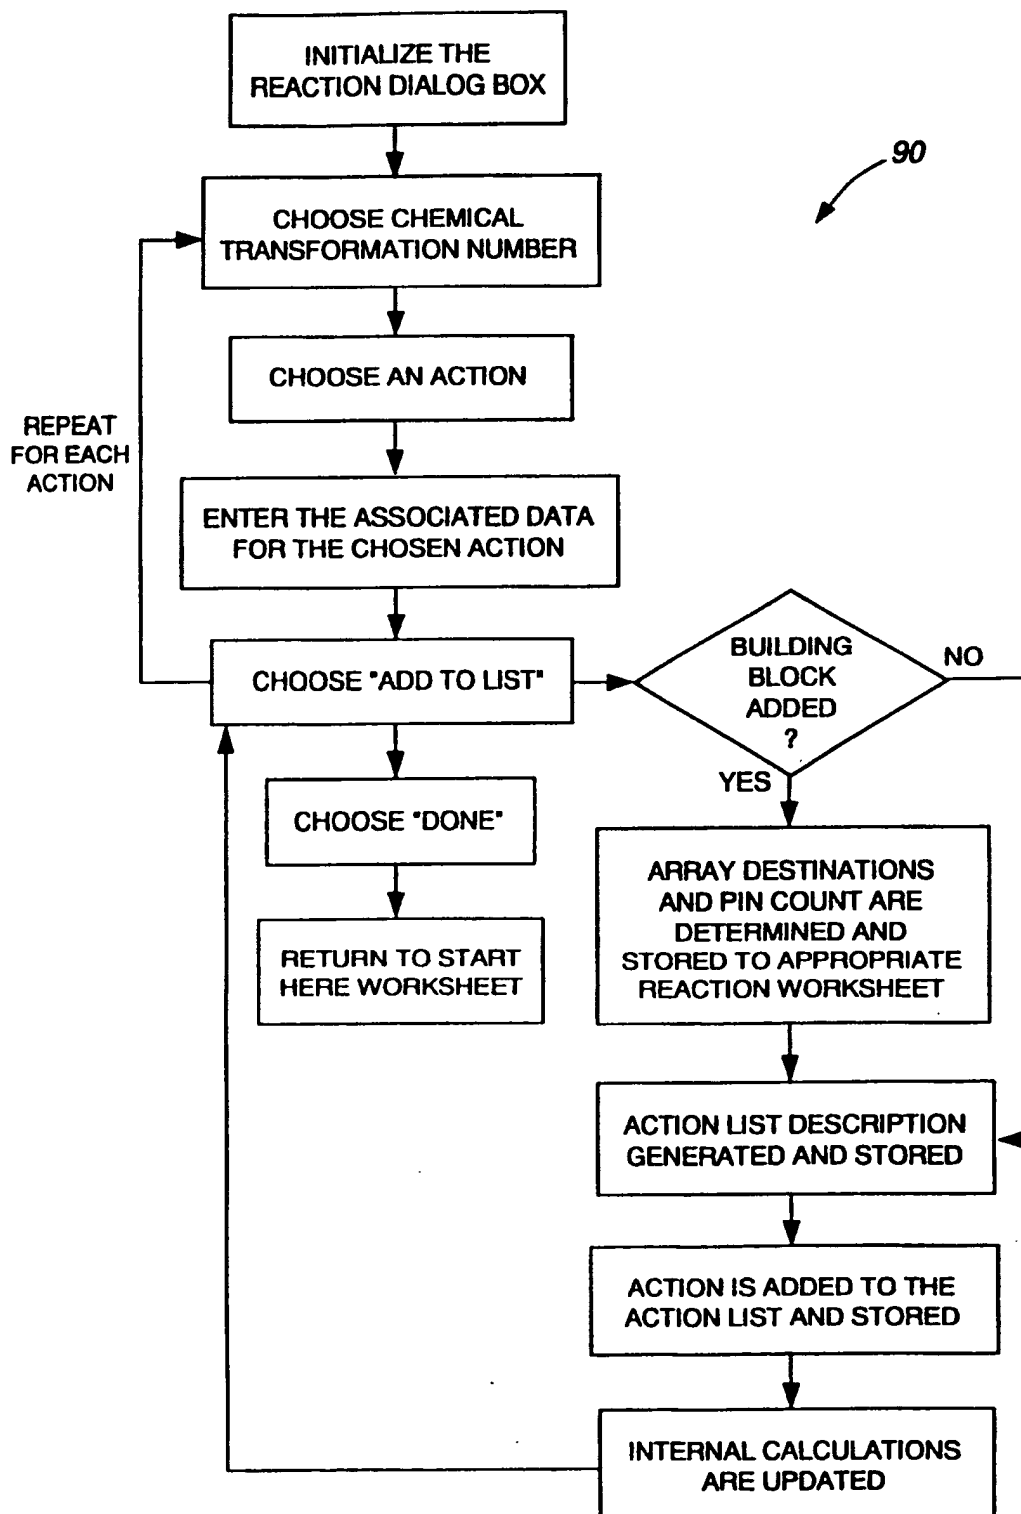 INITIALIZE THE
REACTION DIALOG BOX
90
CHOOSE CHEMICAL
TRANSFORMATION NUMBER
CHOOSE AN ACTION
REPEAT
FOR EACH
ACTION
ENTER THE ASSOCIATED DATA
FOR THE CHOSEN ACTION
CHOOSE "ADD TO LIST"
BUILDING
BLOCK
ADDED
?
NO
YES
CHOOSE "DONE"
RETURN TO START
HERE WORKSHEET
ARRAY DESTINATIONS
AND PIN COUNT ARE
DETERMINED AND
STORED TO APPROPRIATE
REACTION WORKSHEET
ACTION LIST DESCRIPTION
GENERATED AND STORED
ACTION IS ADDED TO THE
ACTION LIST AND STORED
INTERNAL CALCULATIONS
ARE UPDATED